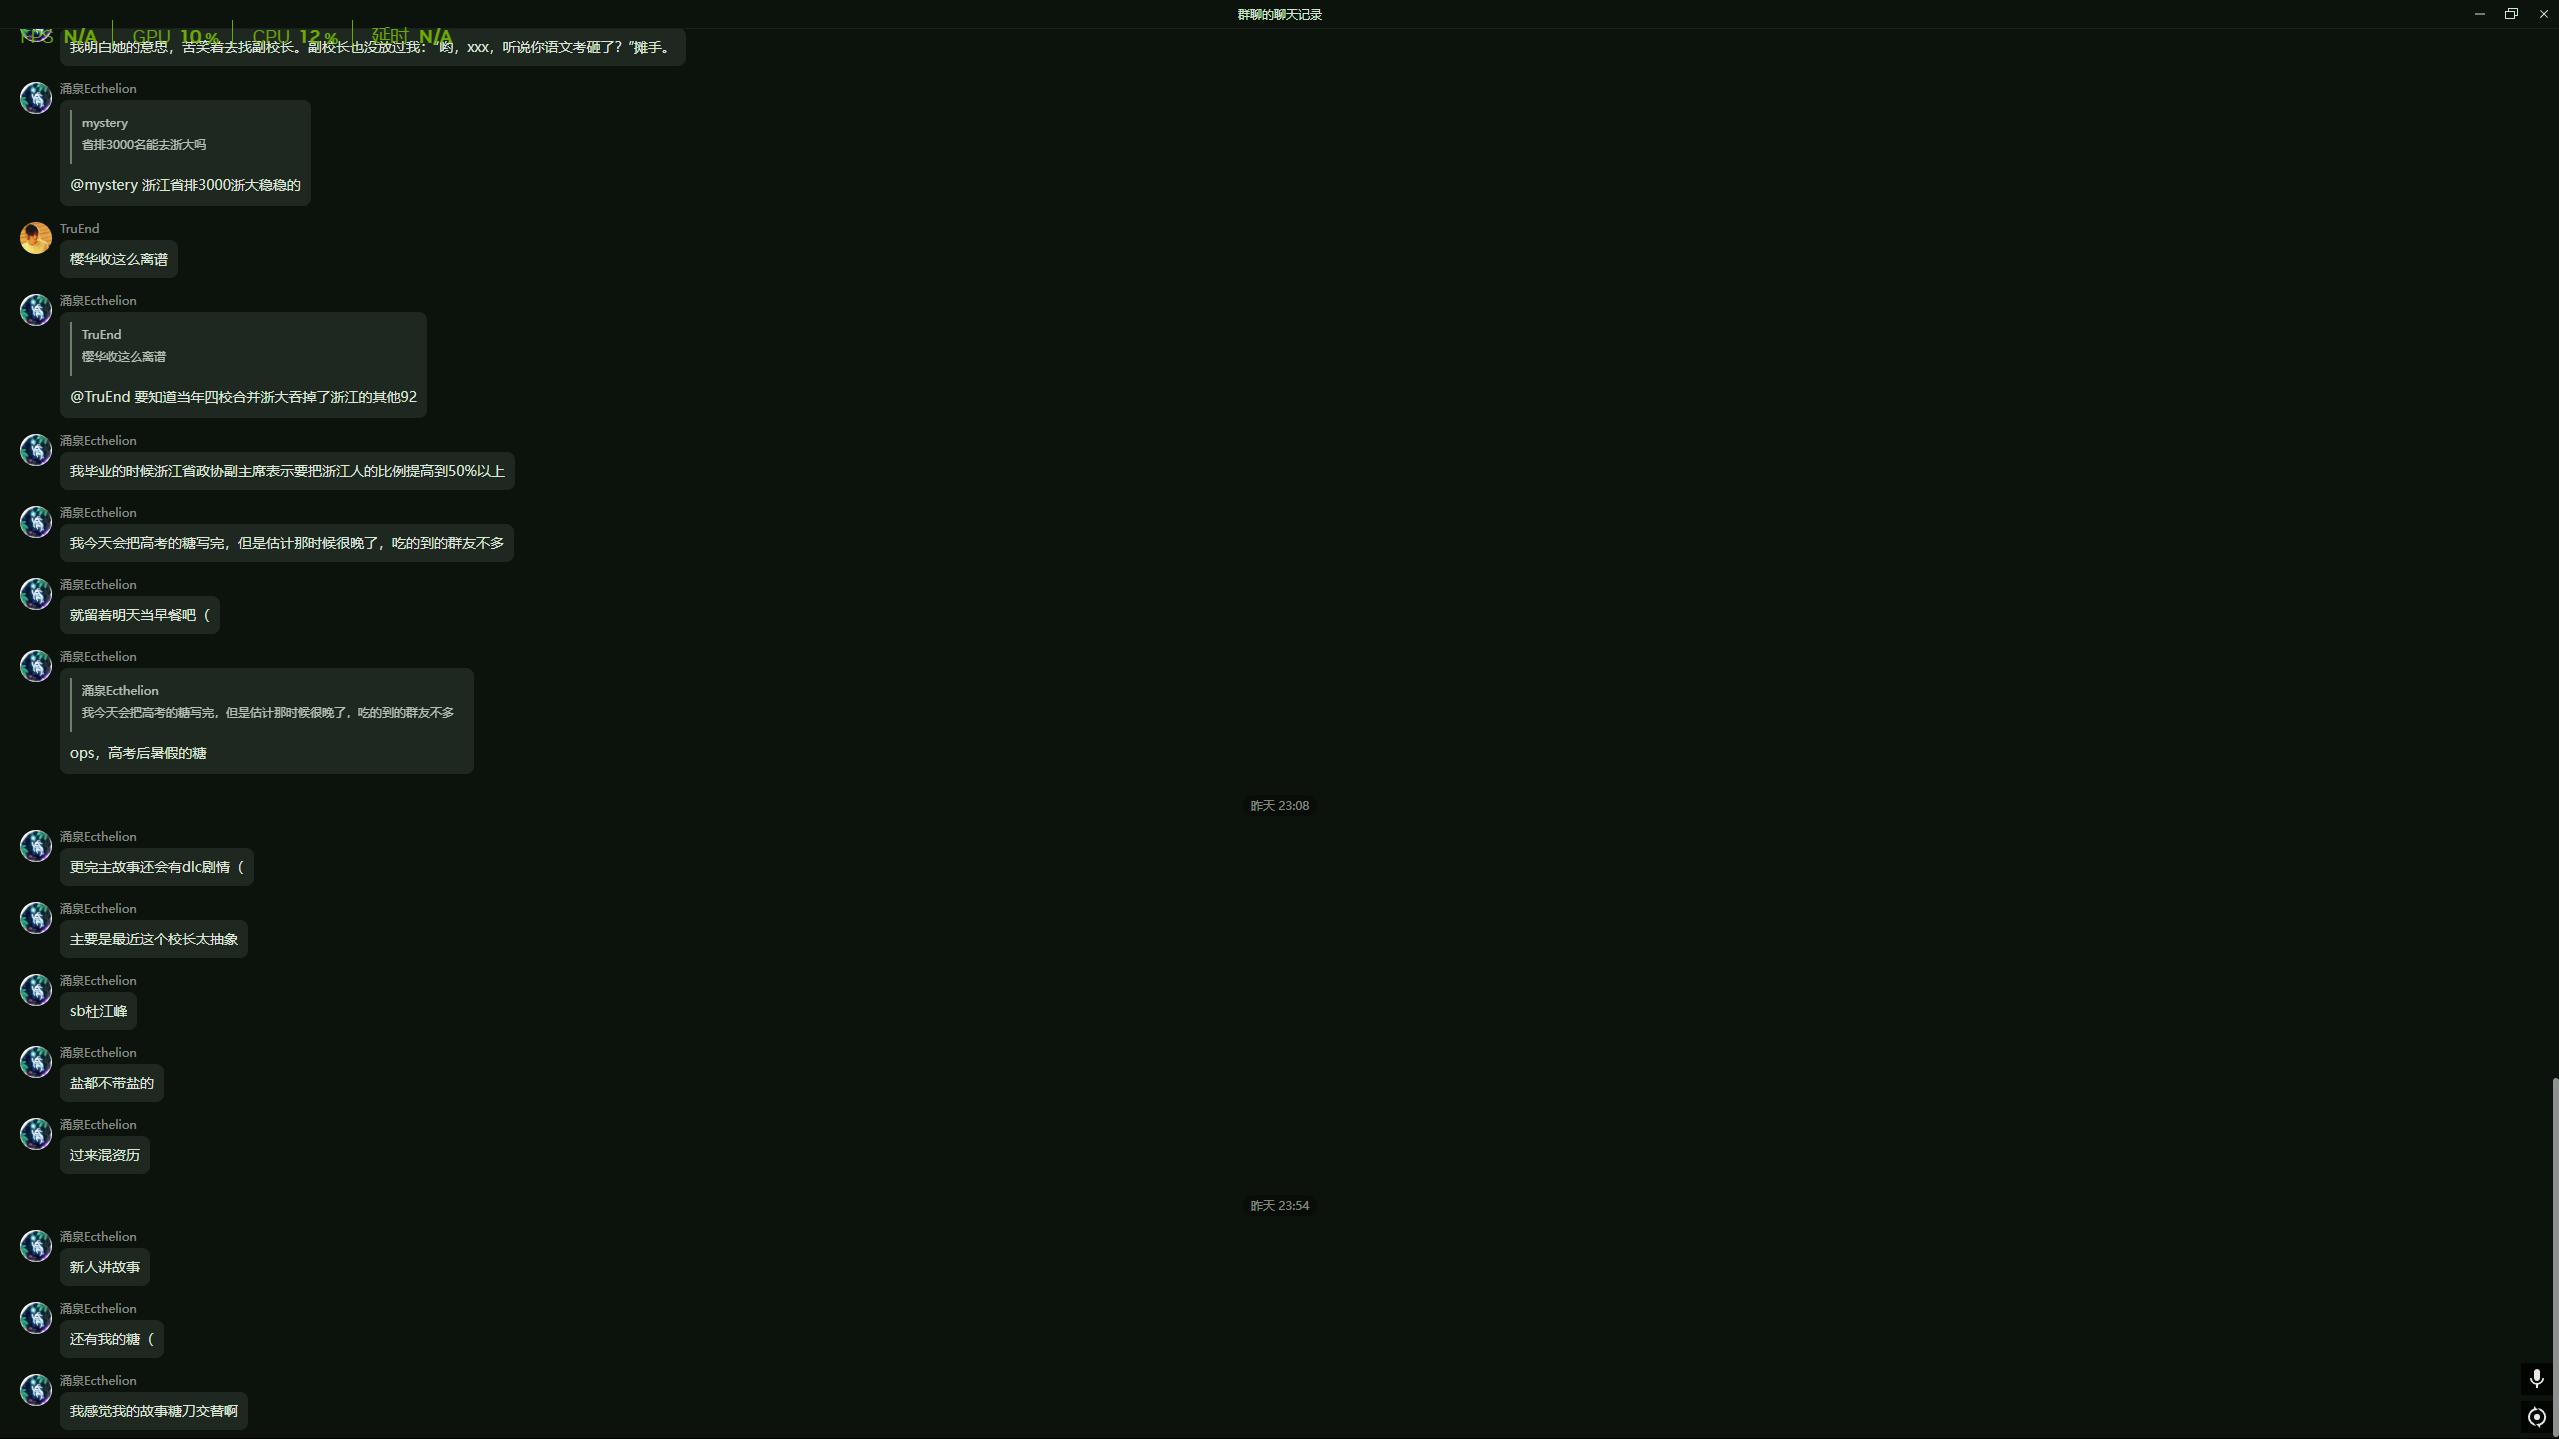 群聊的聊天记录
FPS N/A GPU 10% CPU 12% 延时 N/A
我明白她的意思，苦笑着去找副校长。副校长也没放过我：“哟，xxx，听说你语文考砸了？”摊手。
涌泉Ecthelion
mystery
省排3000名能去浙大吗
@mystery 浙江省排3000浙大稳稳的
TruEnd
樱华收这么离谱
涌泉Ecthelion
TruEnd
樱华收这么离谱
@TruEnd 要知道当年四校合并浙大吞掉了浙江的其他92
涌泉Ecthelion
我毕业的时候浙江省政协副主席表示要把浙江人的比例提高到50%以上
涌泉Ecthelion
我今天会把高考的糖写完，但是估计那时候很晚了，吃的到的群友不多
涌泉Ecthelion
就留着明天当早餐吧（
涌泉Ecthelion
涌泉Ecthelion
我今天会把高考的糖写完，但是估计那时候很晚了，吃的到的群友不多
ops，高考后暑假的糖
昨天 23:08
涌泉Ecthelion
更完主故事还会有dlc剧情（
涌泉Ecthelion
主要是最近这个校长太抽象
涌泉Ecthelion
sb杜江峰
涌泉Ecthelion
盐都不带盐的
涌泉Ecthelion
过来混资历
昨天 23:54
涌泉Ecthelion
新人讲故事
涌泉Ecthelion
还有我的糖（
涌泉Ecthelion
我感觉我的故事糖刀交替啊